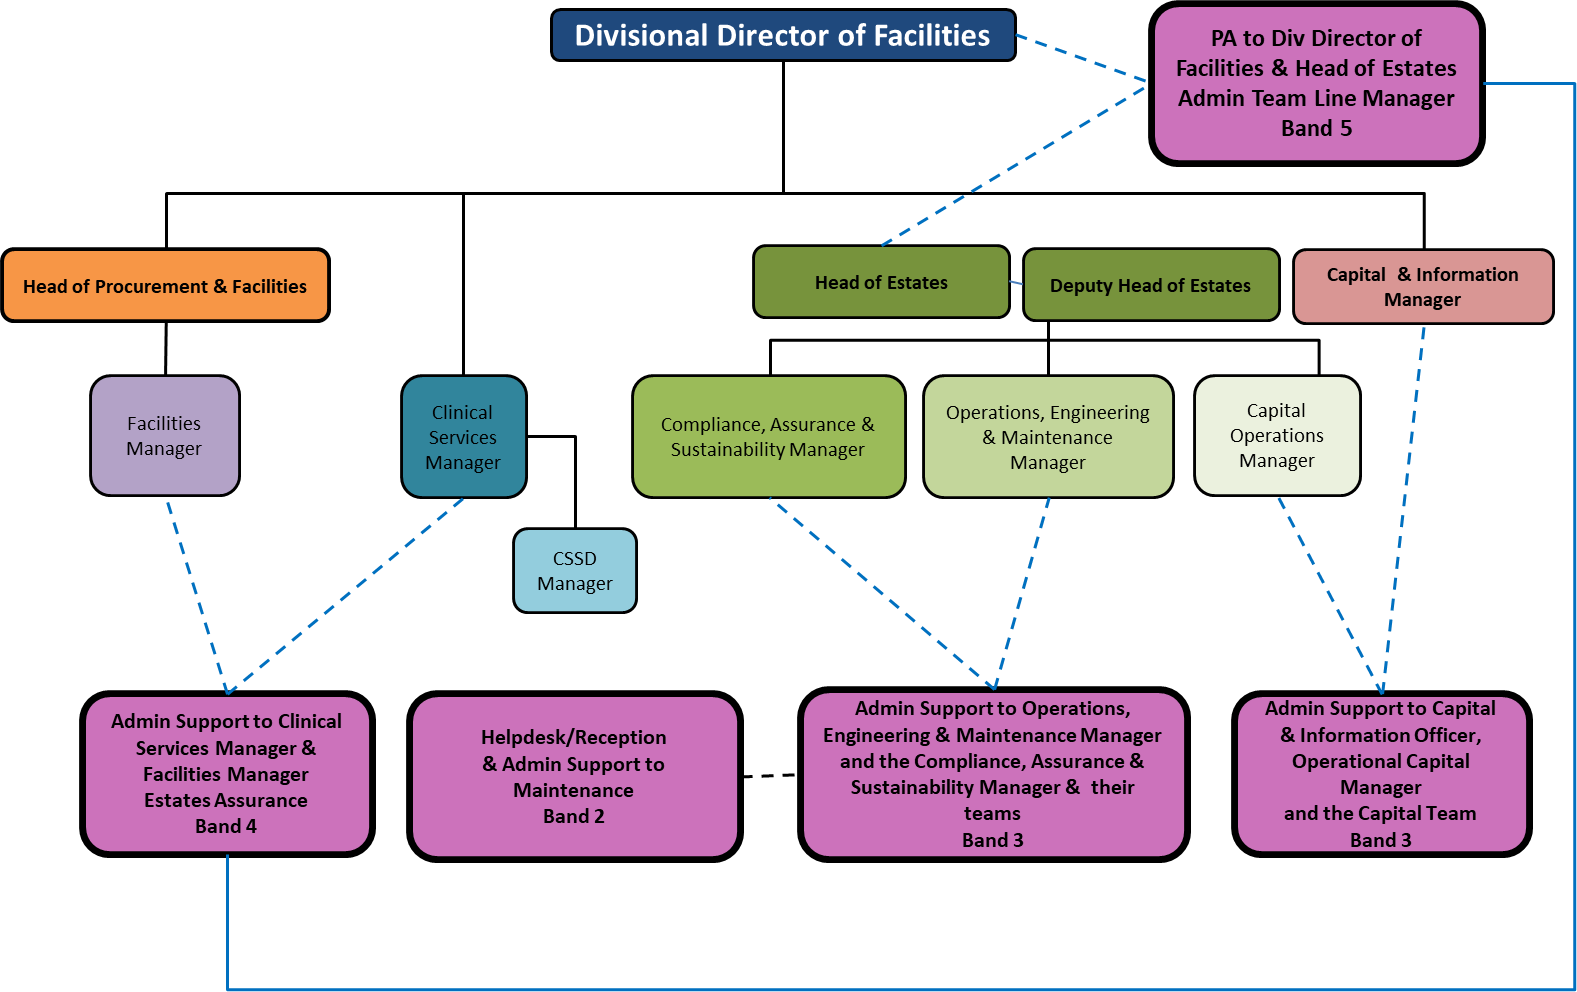 Divisional Director of Facilities
PA to Div Director of
Facilities & Head of Estates
Admin Team Line Manager
Band 5
Head of Procurement & Facilities
Head of Estates
Deputy Head of Estates
Capital & Information
Manager
Facilities
Manager
Clinical
Services
Manager
Compliance, Assurance &
Sustainability Manager
Operations, Engineering
& Maintenance
Manager
Capital
Operations
Manager
CSSD
Manager
Admin Support to Clinical
Services Manager &
Facilities Manager
Estates Assurance
Band 4
Helpdesk/Reception
& Admin Support to
Maintenance
Band 2
Admin Support to Operations,
Engineering & Maintenance Manager
and the Compliance, Assurance &
Sustainability Manager & their
teams
Band 3
Admin Support to Capital
& Information Officer,
Operational Capital
Manager
and the Capital Team
Band 3